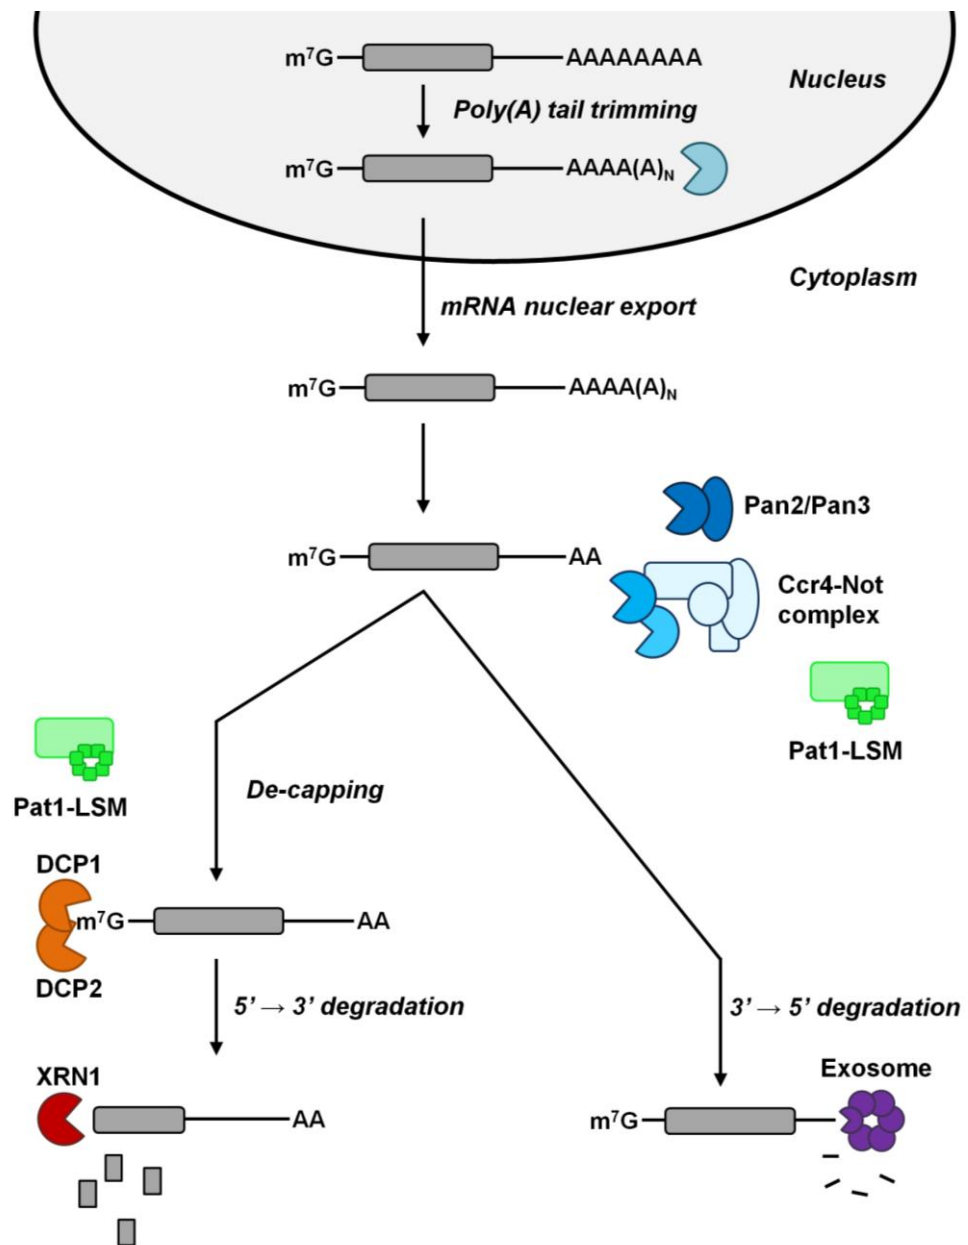 m⁷G AAAAAAAA
Nucleus
Poly(A) tail trimming
m⁷G AAAA(A)N
Cytoplasm
mRNA nuclear export
m⁷G AAAA(A)N
Pan2/Pan3
m⁷G AA
Ccr4-Not
complex
Pat1-LSM
Pat1-LSM
De-capping
DCP1
m⁷G AA
DCP2
5’ → 3’ degradation
3’ → 5’ degradation
XRN1
AA
Exosome
m⁷G